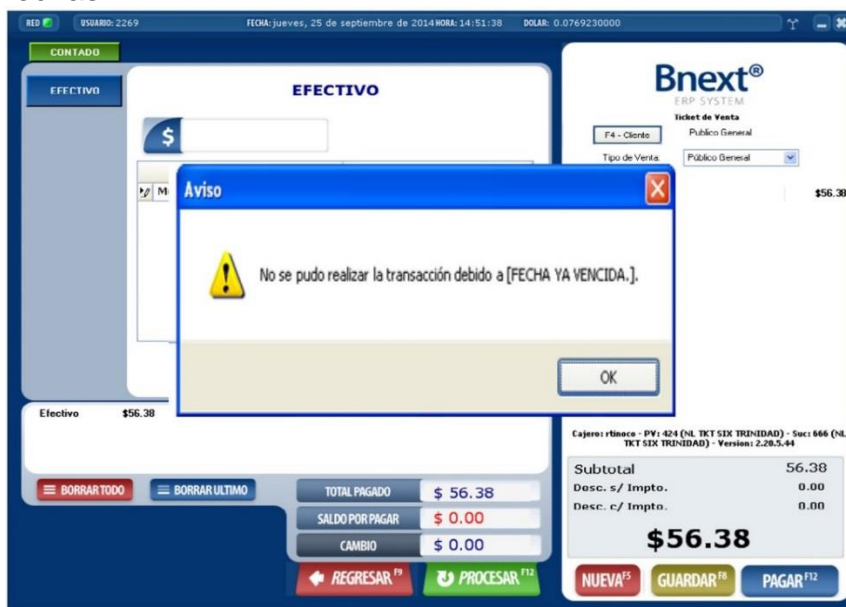 RED USUARIO: 2269 FECHA: jueves, 25 de septiembre de 2014 HORA: 14:51:38 DOLAR: 0.0769230000
CONTADO
EFECTIVO
EFECTIVO
$
Bnext®
ERP SYSTEM
Ticket de Venta
F4 - Cliente Publico General
Tipo de Venta: Público General
$56.38
Aviso
No se pudo realizar la transacción debido a [FECHA YA VENCIDA.].
OK
Efectivo $56.38
Cajero: rtinoco - PV: 424 (NL TKT SIX TRINIDAD) - Suc: 666 (NL
TKT SIX TRINIDAD) - Version: 2.20.5.44
BORRAR TODO BORRAR ULTIMO
TOTAL PAGADO $ 56.38
SALDO POR PAGAR $ 0.00
CAMBIO $ 0.00
REGRESAR F9 PROCESAR F12
Subtotal 56.38
Desc. s/ Impto. 0.00
Desc. c/ Impto. 0.00
$56.38
NUEVA F5 GUARDAR F8 PAGAR F12